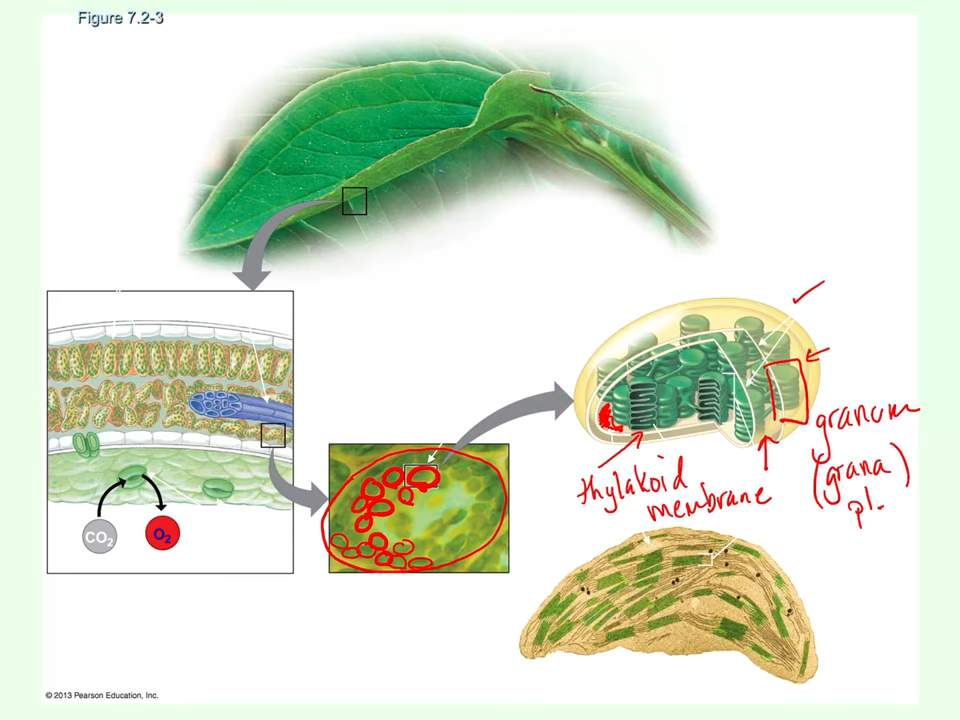 Figure 7.2-3
CO₂
O₂
thylakoid
membrane
granum
(grana)
pl.
© 2013 Pearson Education, Inc.